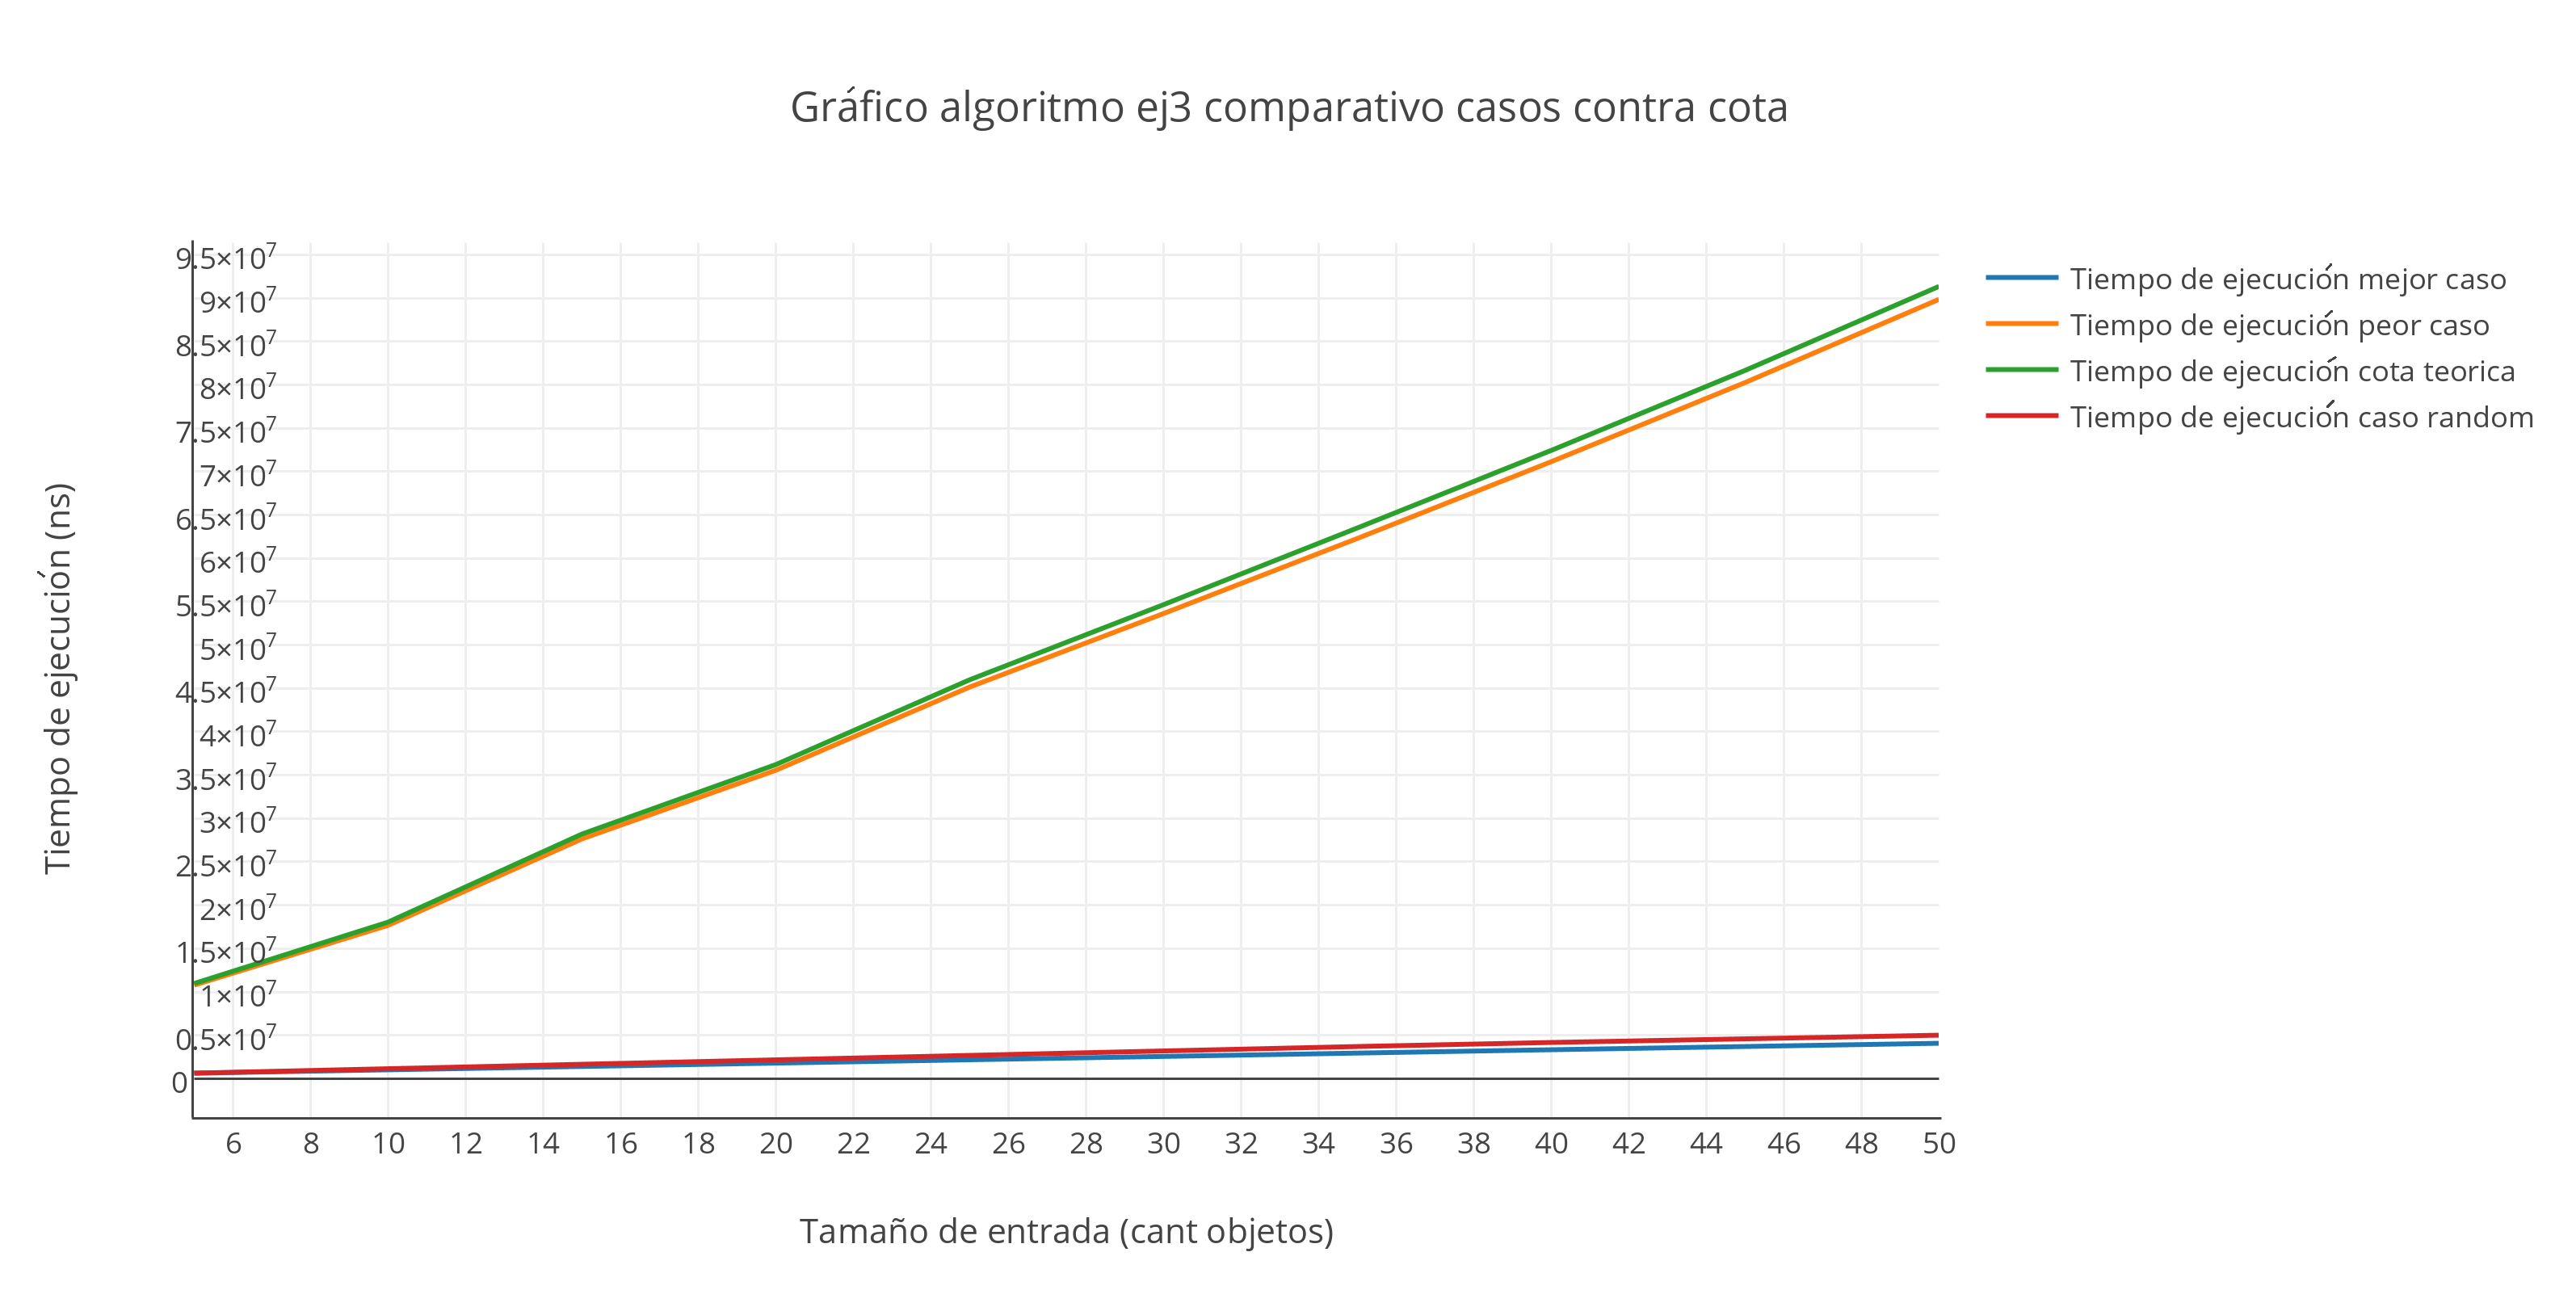 Gráfico algoritmo ej3 comparativo casos contra cota
9.5×10⁷
9×10⁷
8.5×10⁷
8×10⁷
7.5×10⁷
7×10⁷
6.5×10⁷
6×10⁷
5.5×10⁷
5×10⁷
4.5×10⁷
4×10⁷
3.5×10⁷
3×10⁷
2.5×10⁷
2×10⁷
1.5×10⁷
1×10⁷
0.5×10⁷
0
Tiempo de ejecución (ns)
6 8 10 12 14 16 18 20 22 24 26 28 30 32 34 36 38 40 42 44 46 48 50
Tamaño de entrada (cant objetos)
Tiempo de ejecución mejor caso
Tiempo de ejecución peor caso
Tiempo de ejecución cota teorica
Tiempo de ejecución caso random